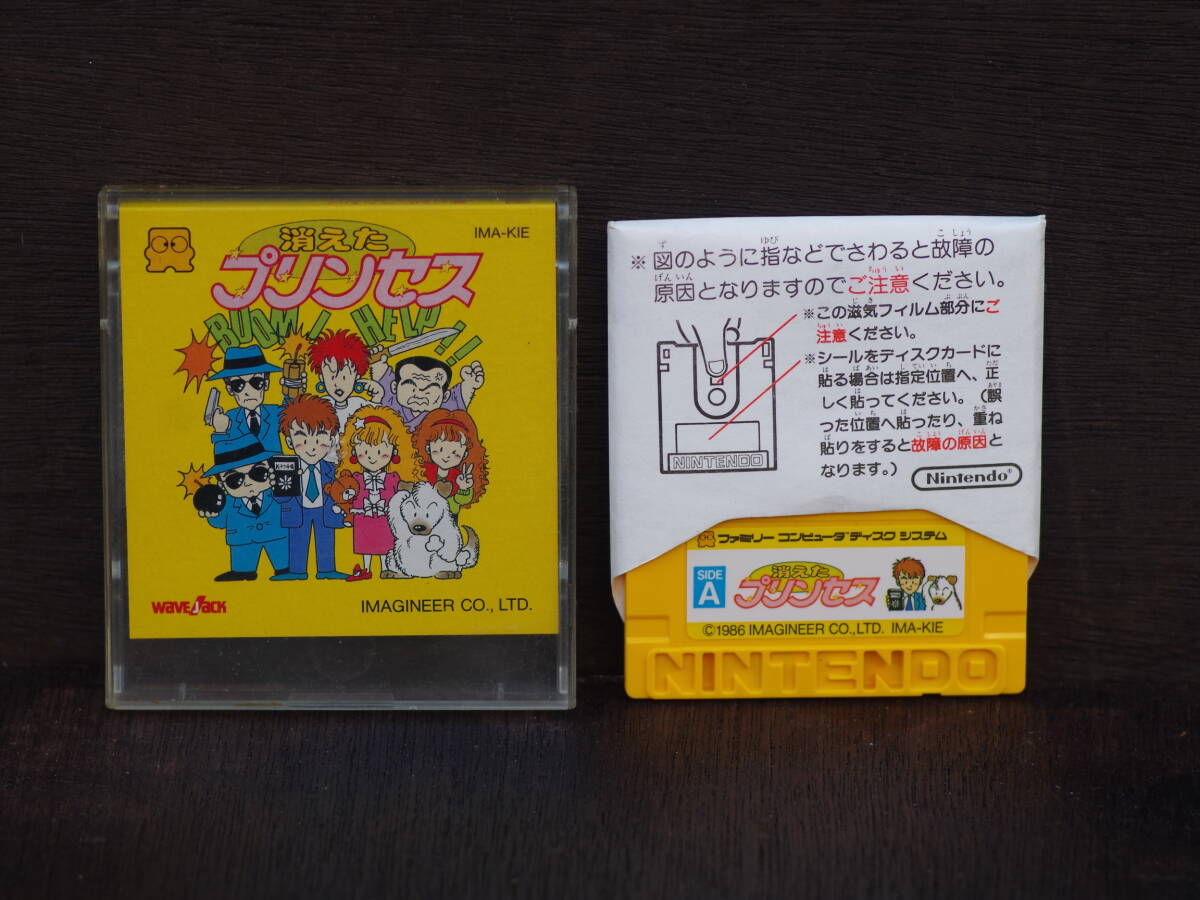 消えた
IMA-KIE
プリンセス
BOOM! HELP!!
WAVE JACK
IMAGINEER CO., LTD.
※図のように指などでさわると故障の
原因となりますのでご注意ください。
※この滋気フィルム部分にご
注意ください。
※シールをディスクカードに
貼る場合は指定位置へ、正
しく貼ってください。(誤
った位置へ貼ったり、重ね
貼りをすると故障の原因と
なります。)
NINTENDO
Nintendo®
ファミリー コンピュータ ディスク システム
SIDE
A
消えた
プリンセス
©1986 IMAGINEER CO., LTD. IMA-KIE
NINTENDO